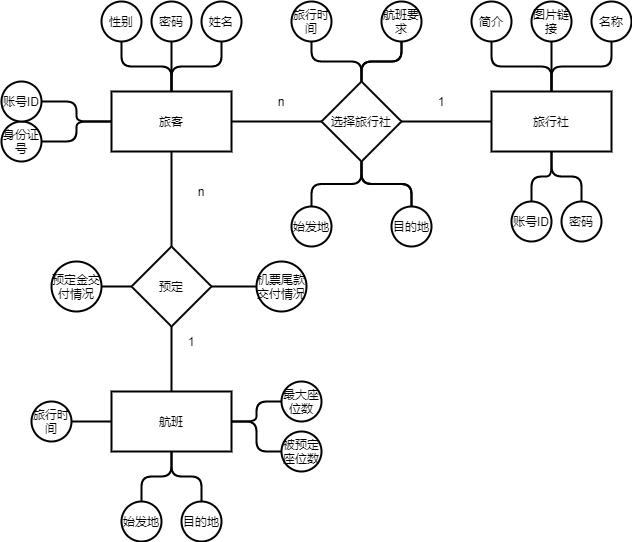 性别
密码
姓名
旅行时
间
航班要
求
简介
图片链
接
名称
账号ID
身份证
号
旅客
n
选择旅行社
1
旅行社
始发地
目的地
账号ID
密码
n
预定金交
付情况
预定
机票尾款
交付情况
1
旅行时
间
航班
最大座
位数
被预定
座位数
始发地
目的地